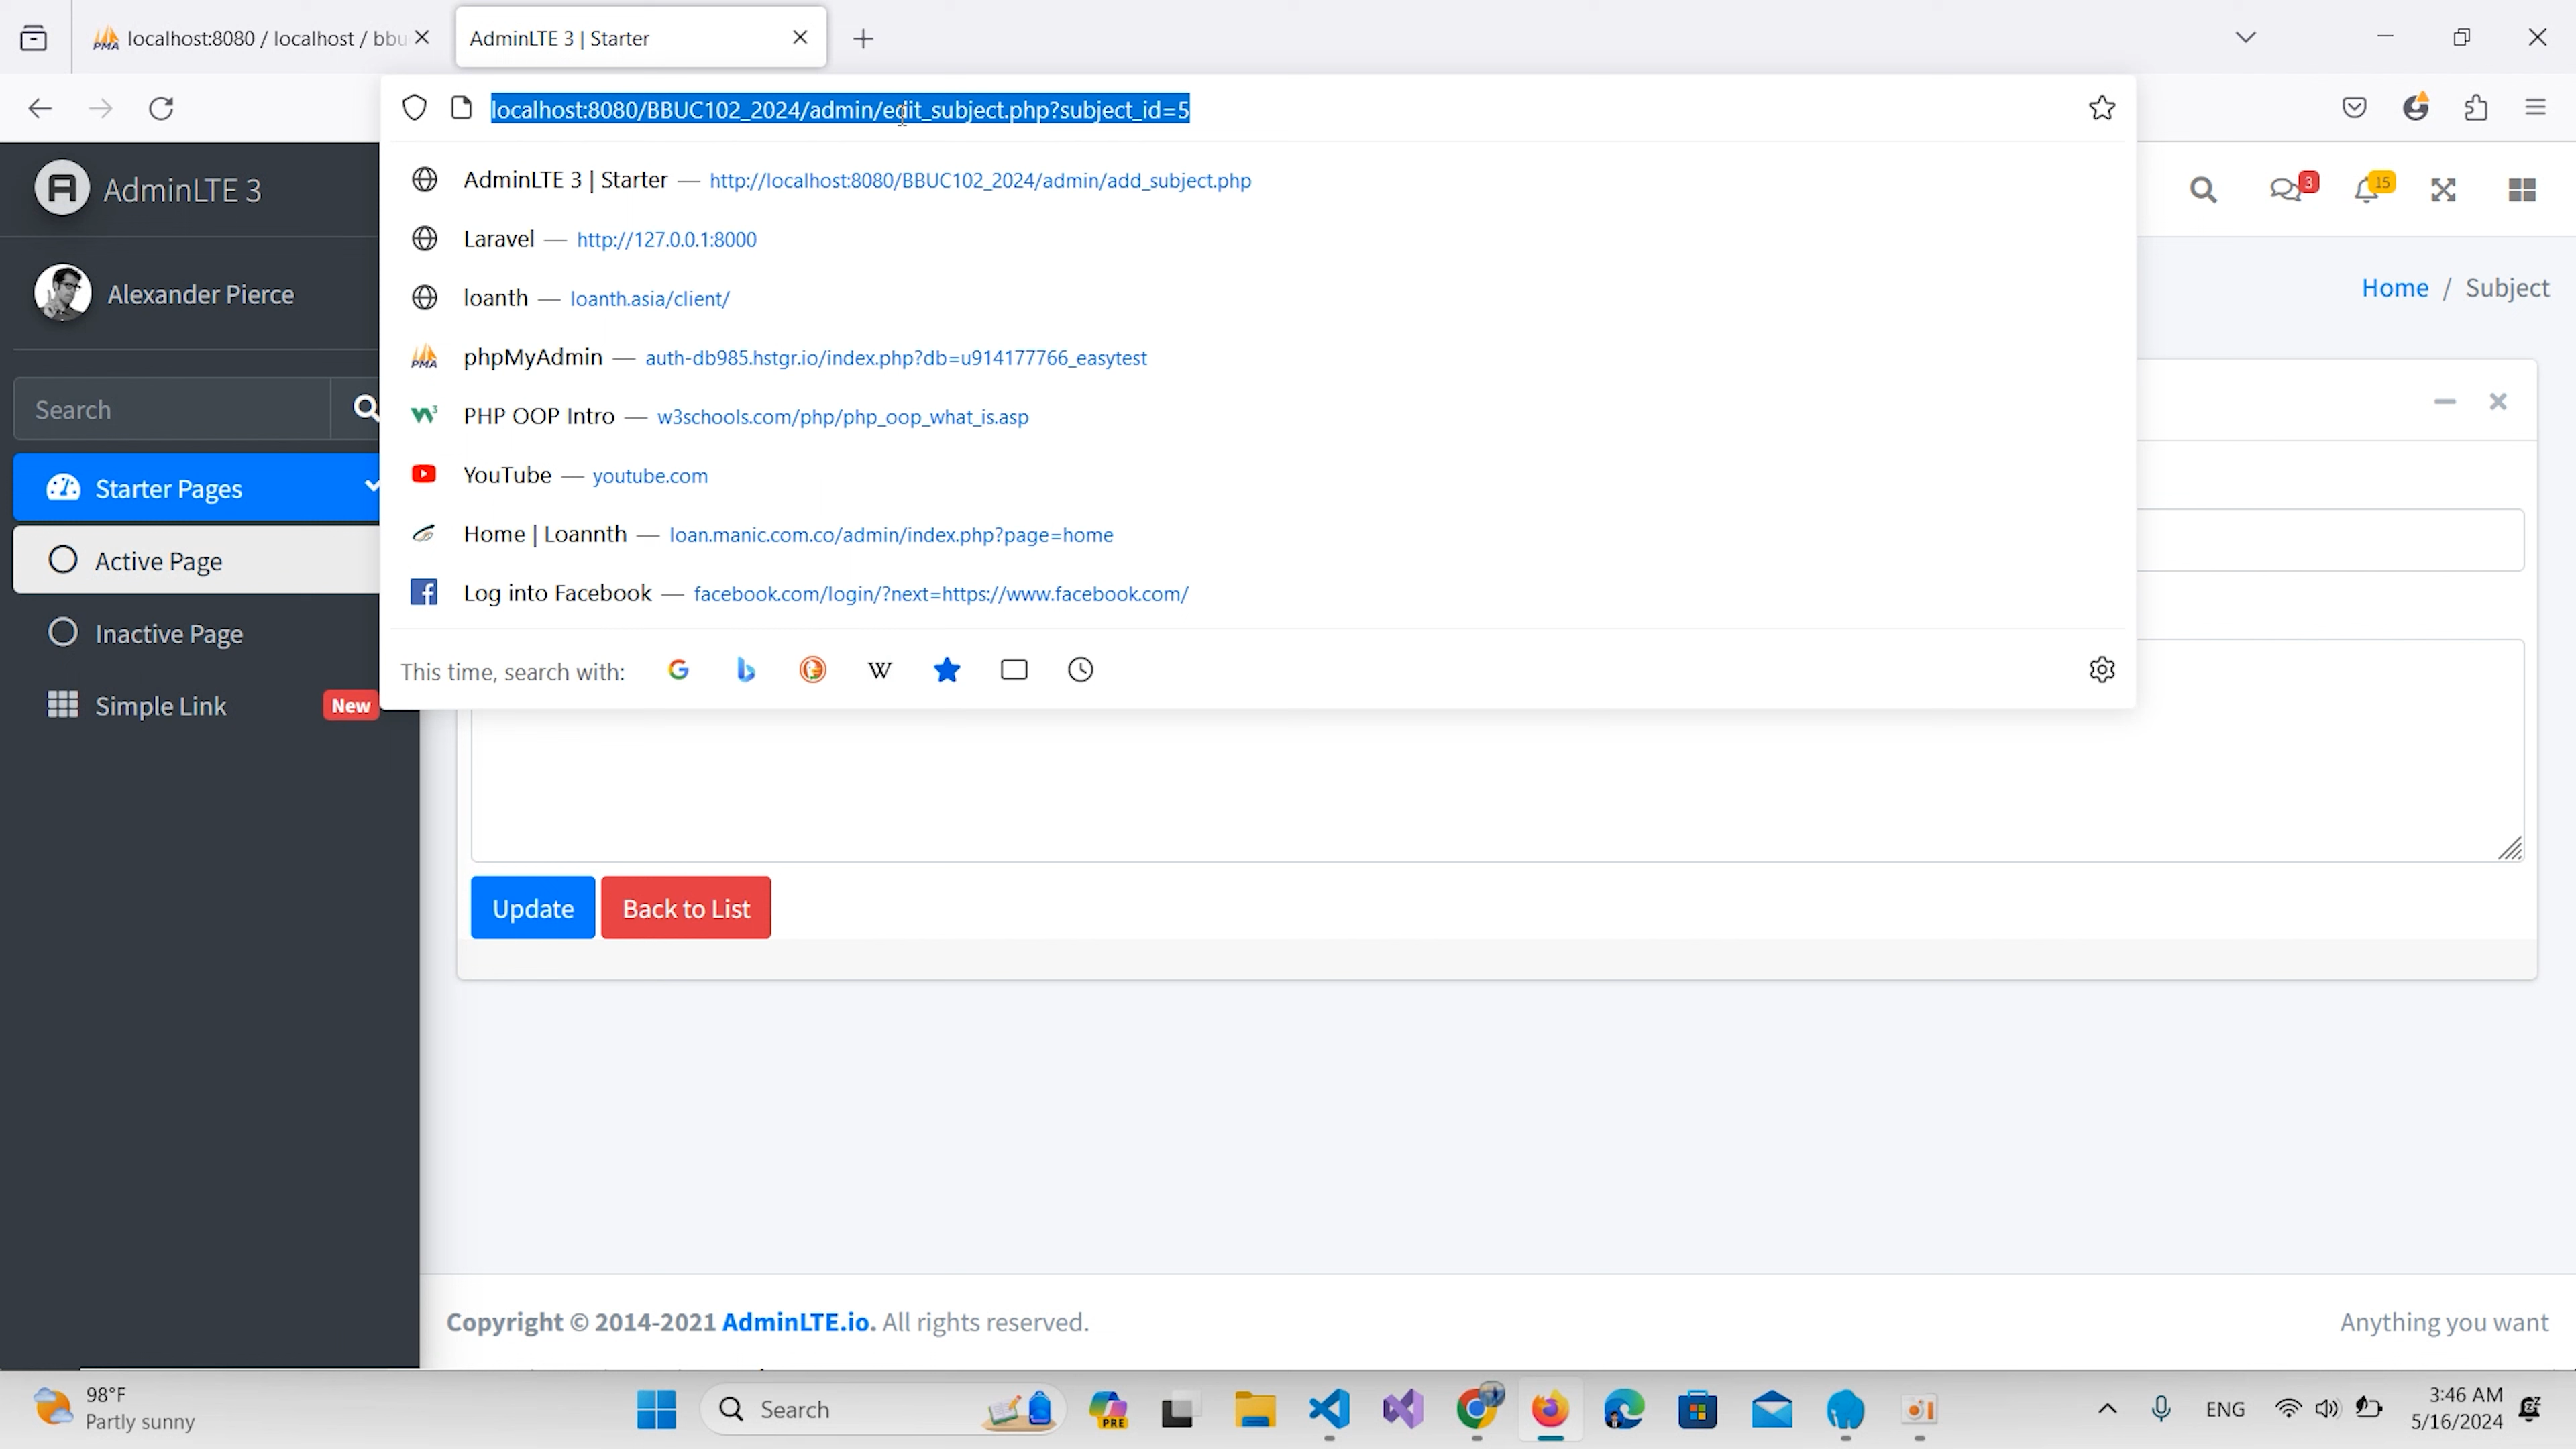 localhost:8080 / localhost / bbu
AdminLTE 3 | Starter
localhost:8080/BBUC102_2024/admin/edit_subject.php?subject_id=5
AdminLTE 3 | Starter — http://localhost:8080/BBUC102_2024/admin/add_subject.php
Laravel — http://127.0.0.1:8000
loanth — loanth.asia/client/
phpMyAdmin — auth-db985.hstgr.io/index.php?db=u914177766_easytest
PHP OOP Intro — w3schools.com/php/php_oop_what_is.asp
YouTube — youtube.com
Home | Loannth — loan.manic.com.co/admin/index.php?page=home
Log into Facebook — facebook.com/login/?next=https://www.facebook.com/
This time, search with:
AdminLTE 3
Alexander Pierce
Search
Starter Pages
Active Page
Inactive Page
Simple Link New
3
15
Home / Subject
Update Back to List
Copyright © 2014-2021 AdminLTE.io. All rights reserved.
Anything you want
98°F
Partly sunny
Search
PRE
ENG
3:46 AM
5/16/2024